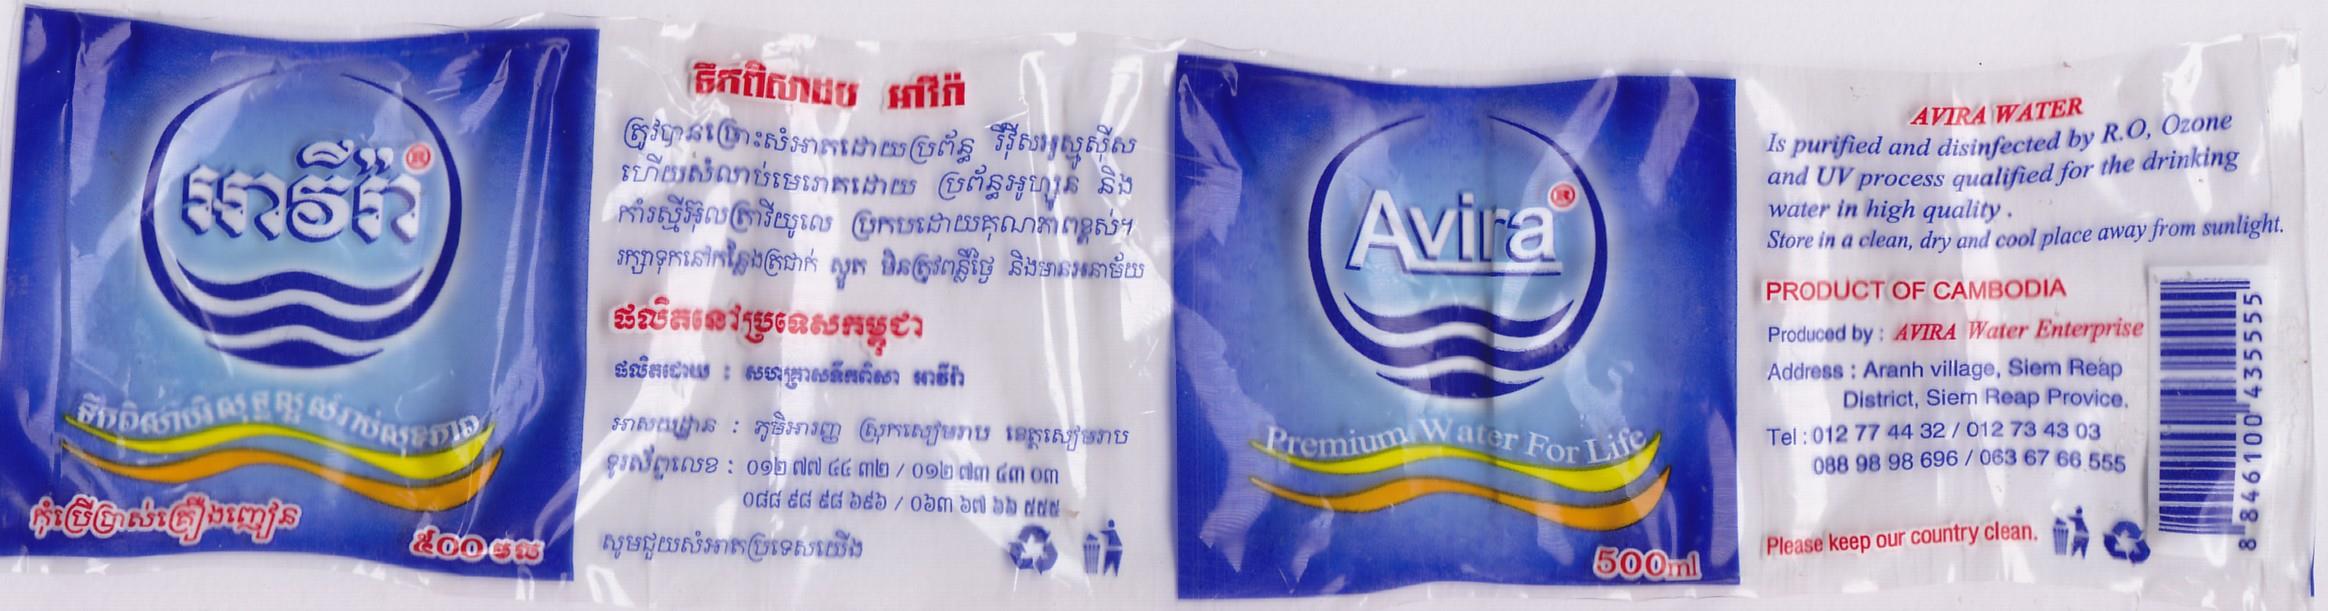 អាវីរ៉ា
®
ទឹកពិសាបរិសុទ្ធល្អសំរាប់សុខភាព
កុំប្រើប្រាស់គ្រឿងញៀន
៥០០ មល
ទឹកពិសាដប អាវីរ៉ា
ត្រូវបានច្រោះសំអាតដោយប្រព័ន្ធ រីវ៉ឺសអូស្មូស៊ីស
ហើយសំលាប់មេរោគដោយ ប្រព័ន្ធអូហ្សូន និង
កាំរស្មីអ៊ុលត្រាវីយូលេ ប្រកបដោយគុណភាពខ្ពស់។
រក្សាទុកនៅកន្លែងត្រជាក់ ស្ងួត មិនត្រូវពន្លឺថ្ងៃ និងមានអនាម័យ
ផលិតនៅប្រទេសកម្ពុជា
ផលិតដោយ : សហគ្រាសទឹកពិសា អាវីរ៉ា
អាសយដ្ឋាន : ភូមិអារញ្ញ ស្រុកសៀមរាប ខេត្តសៀមរាប
ទូរស័ព្ទលេខ : ០១២ ៧៧ ៤៤ ៣២ / ០១២ ៧៣ ៤៣ ០៣
០៨៨ ៩៨ ៩៨ ៦៩៦ / ០៦៣ ៦៧ ៦៦ ៥៥៥
សូមជួយសំអាតប្រទេសយើង
Avira®
Premium Water For Life
500ml
AVIRA WATER
Is purified and disinfected by R.O, Ozone
and UV process qualified for the drinking
water in high quality .
Store in a clean, dry and cool place away from sunlight.
PRODUCT OF CAMBODIA
Produced by : AVIRA Water Enterprise
Address : Aranh village, Siem Reap
District, Siem Reap Provice.
Tel : 012 77 44 32 / 012 73 43 03
088 98 98 696 / 063 67 66 555
Please keep our country clean.
8 846100 435555